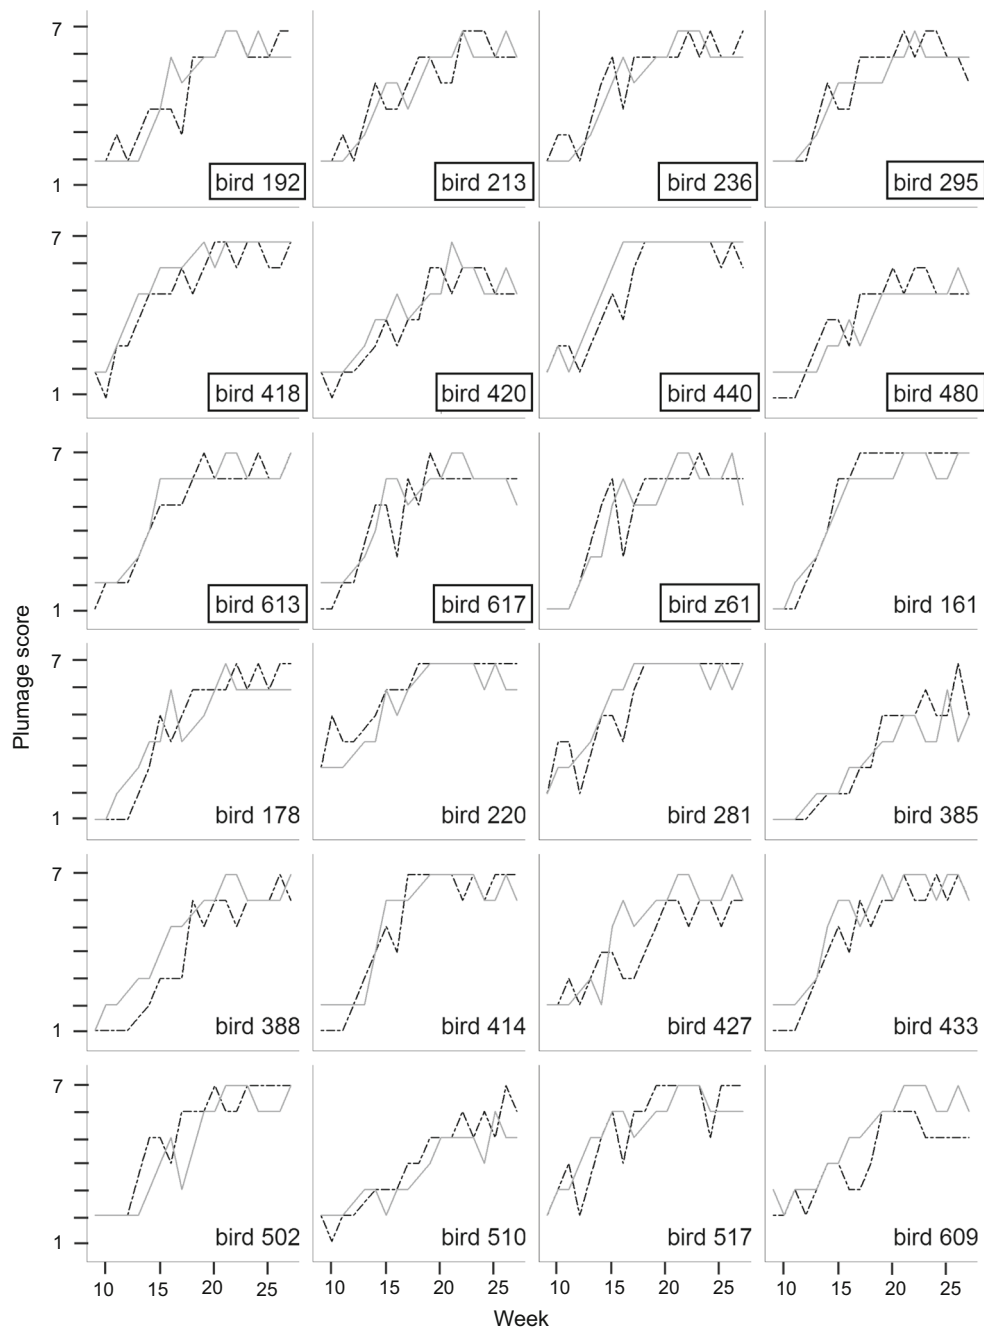 7
1
bird 192
bird 213
bird 236
bird 295
7
1
bird 418
bird 420
bird 440
bird 480
7
1
bird 613
bird 617
bird z61
bird 161
Plumage score
7
1
bird 178
bird 220
bird 281
bird 385
7
1
bird 388
bird 414
bird 427
bird 433
7
1
bird 502
bird 510
bird 517
bird 609
10 15 20 25 10 15 20 25 10 15 20 25 10 15 20 25
Week